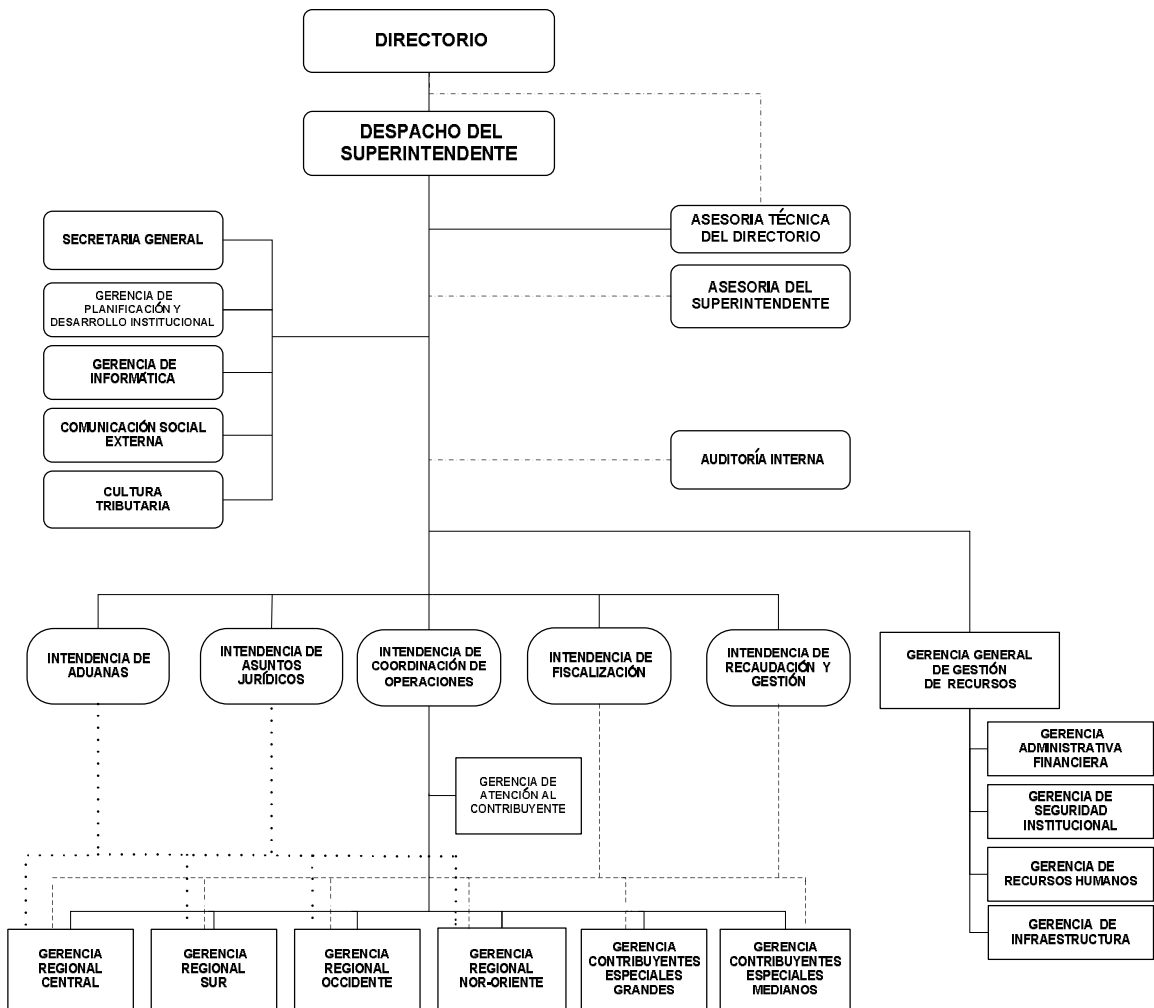 DIRECTORIO
DESPACHO DEL
SUPERINTENDENTE
SECRETARIA GENERAL
GERENCIA DE
PLANIFICACIÓN Y
DESARROLLO INSTITUCIONAL
GERENCIA DE
INFORMÁTICA
COMUNICACIÓN SOCIAL
EXTERNA
CULTURA
TRIBUTARIA
ASESORIA TÉCNICA
DEL DIRECTORIO
ASESORIA DEL
SUPERINTENDENTE
AUDITORÍA INTERNA
INTENDENCIA DE
ADUANAS
INTENDENCIA DE
ASUNTOS
JURÍDICOS
INTENDENCIA DE
COORDINACIÓN DE
OPERACIONES
INTENDENCIA DE
FISCALIZACIÓN
INTENDENCIA DE
RECAUDACIÓN Y
GESTIÓN
GERENCIA GENERAL
DE GESTIÓN
DE RECURSOS
GERENCIA DE
ATENCIÓN AL
CONTRIBUYENTE
GERENCIA
ADMINISTRATIVA
FINANCIERA
GERENCIA DE
SEGURIDAD
INSTITUCIONAL
GERENCIA DE
RECURSOS HUMANOS
GERENCIA DE
INFRAESTRUCTURA
GERENCIA
REGIONAL
CENTRAL
GERENCIA
REGIONAL
SUR
GERENCIA
REGIONAL
OCCIDENTE
GERENCIA
REGIONAL
NOR-ORIENTE
GERENCIA
CONTRIBUYENTES
ESPECIALES
GRANDES
GERENCIA
CONTRIBUYENTES
ESPECIALES
MEDIANOS